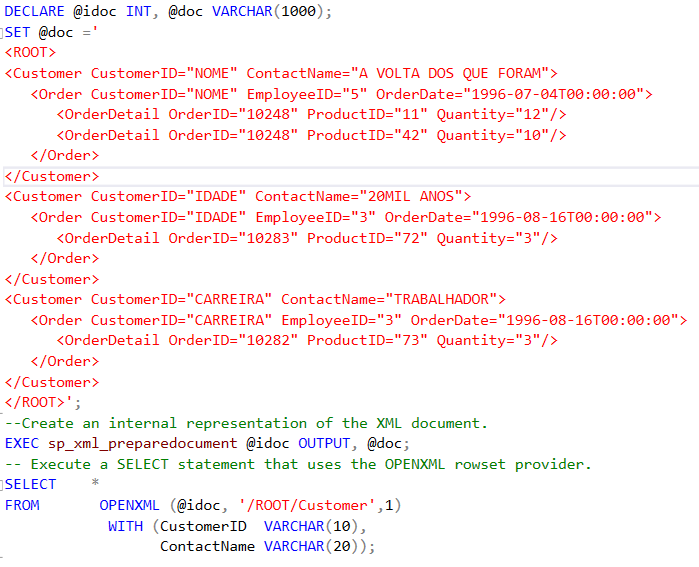 DECLARE @idoc INT, @doc VARCHAR(1000);
SET @doc ='
<ROOT>
<Customer CustomerID="NOME" ContactName="A VOLTA DOS QUE FORAM">
   <Order CustomerID="NOME" EmployeeID="5" OrderDate="1996-07-04T00:00:00">
      <OrderDetail OrderID="10248" ProductID="11" Quantity="12"/>
      <OrderDetail OrderID="10248" ProductID="42" Quantity="10"/>
   </Order>
</Customer>
<Customer CustomerID="IDADE" ContactName="20MIL ANOS">
   <Order CustomerID="IDADE" EmployeeID="3" OrderDate="1996-08-16T00:00:00">
      <OrderDetail OrderID="10283" ProductID="72" Quantity="3"/>
   </Order>
</Customer>
<Customer CustomerID="CARREIRA" ContactName="TRABALHADOR">
   <Order CustomerID="CARREIRA" EmployeeID="3" OrderDate="1996-08-16T00:00:00">
      <OrderDetail OrderID="10282" ProductID="73" Quantity="3"/>
   </Order>
</Customer>
</ROOT>';
--Create an internal representation of the XML document.
EXEC sp_xml_preparedocument @idoc OUTPUT, @doc;
-- Execute a SELECT statement that uses the OPENXML rowset provider.
SELECT    *
FROM       OPENXML (@idoc, '/ROOT/Customer',1)
            WITH (CustomerID  VARCHAR(10),
                  ContactName VARCHAR(20));